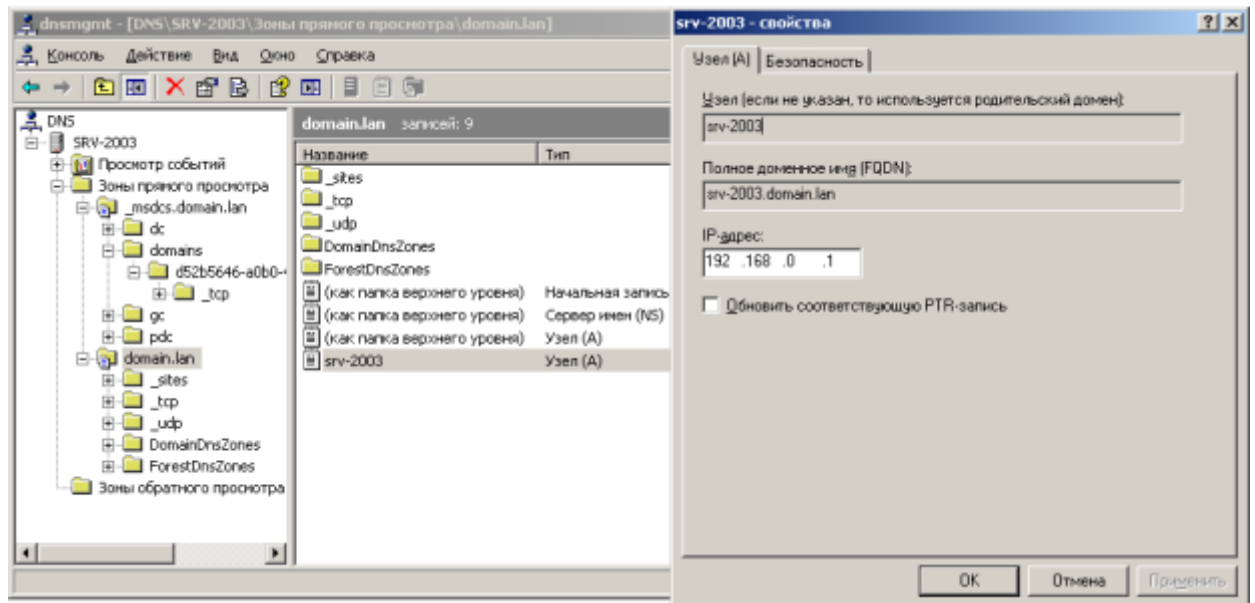 dnsmgmt - [DNS\SRV-2003\Зоны прямого просмотра\domain.lan]
Консоль Действие Вид Окно Справка
DNS
SRV-2003
Просмотр событий
Зоны прямого просмотра
_msdcs.domain.lan
dc
domains
d52b5646-a0b0-
_tcp
gc
pdc
domain.lan
_sites
_tcp
_udp
DomainDnsZones
ForestDnsZones
Зоны обратного просмотра
domain.lan записей: 9
Название Тип
_sites
_tcp
_udp
DomainDnsZones
ForestDnsZones
(как папка верхнего уровня) Начальная запись
(как папка верхнего уровня) Сервер имен (NS)
(как папка верхнего уровня) Узел (A)
srv-2003 Узел (A)
srv-2003 - свойства
Узел (A) Безопасность
Узел (если не указан, то используется родительский домен):
srv-2003
Полное доменное имя (FQDN):
srv-2003.domain.lan
IP-адрес:
192 .168 .0 .1
Обновить соответствующую PTR-запись
OK Отмена Применить